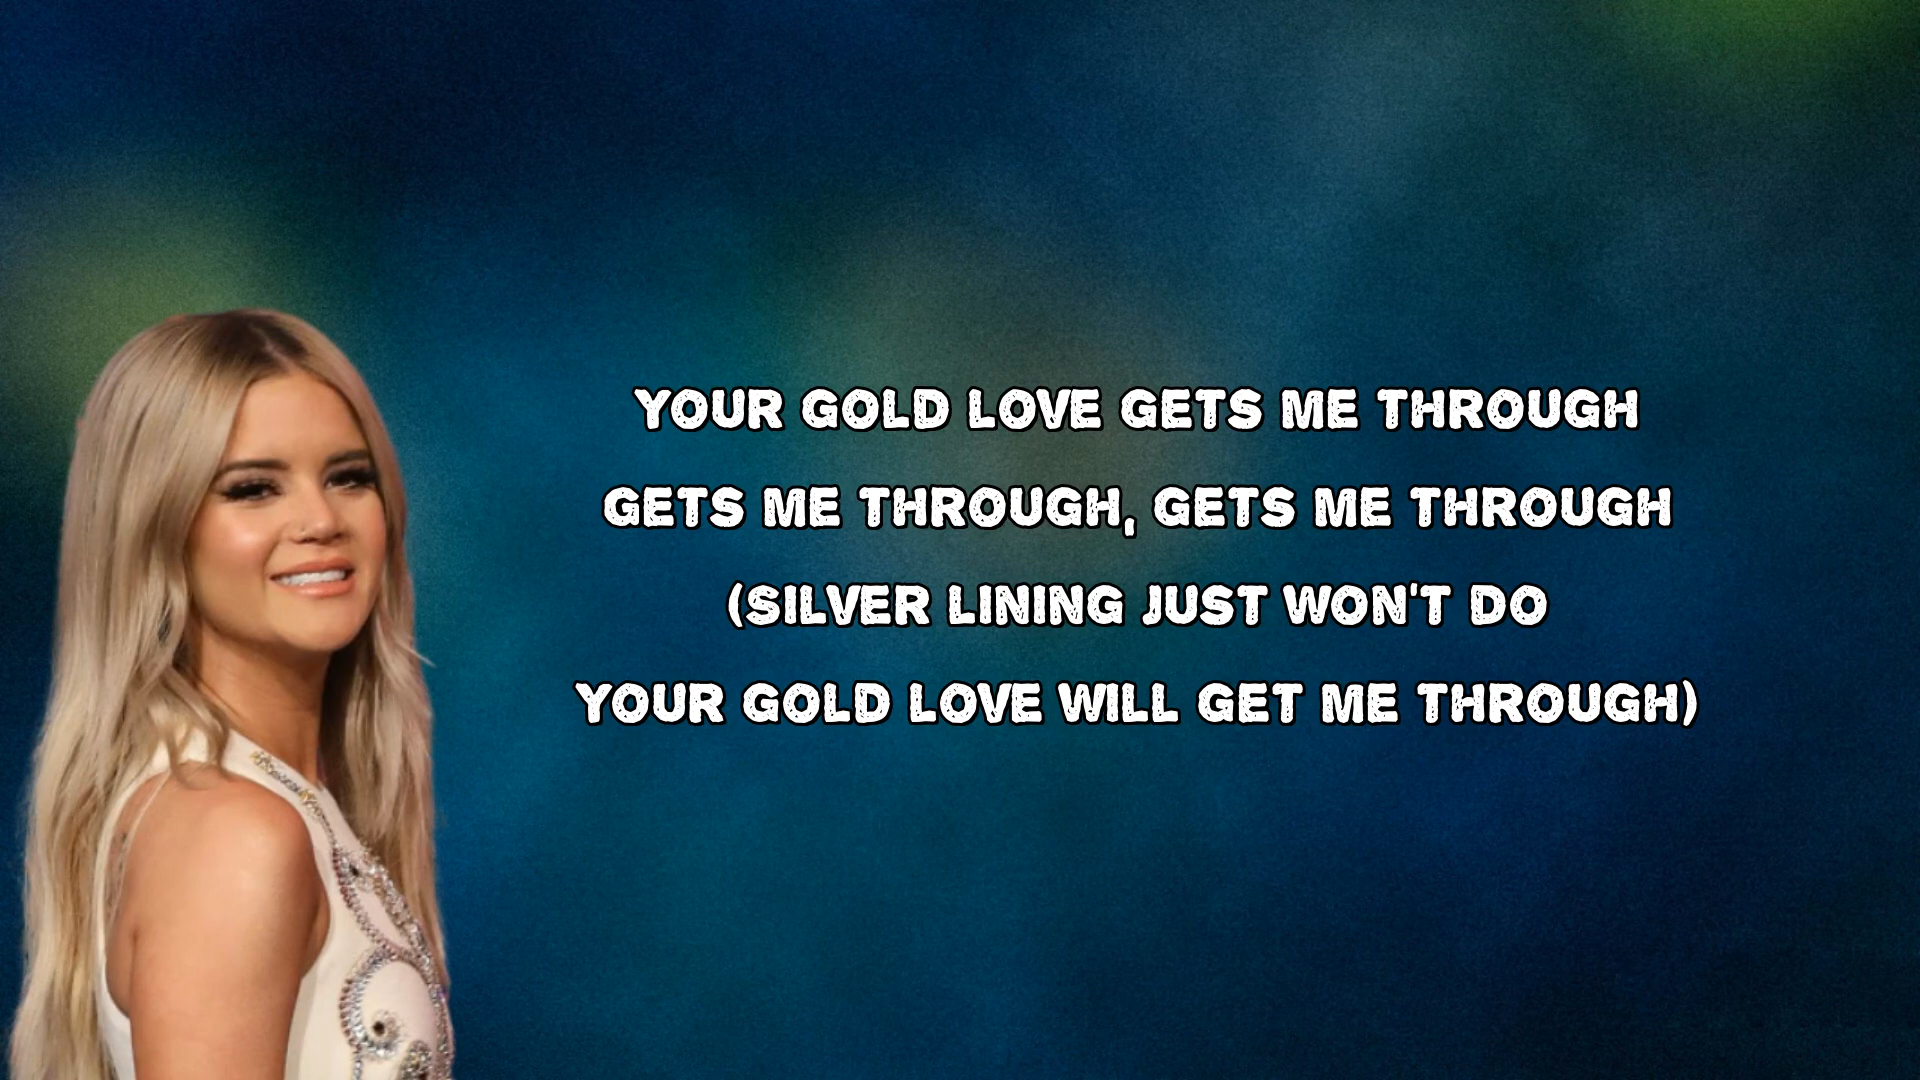 YOUR GOLD LOVE GETS ME THROUGH
GETS ME THROUGH, GETS ME THROUGH
(SILVER LINING JUST WON'T DO
YOUR GOLD LOVE WILL GET ME THROUGH)